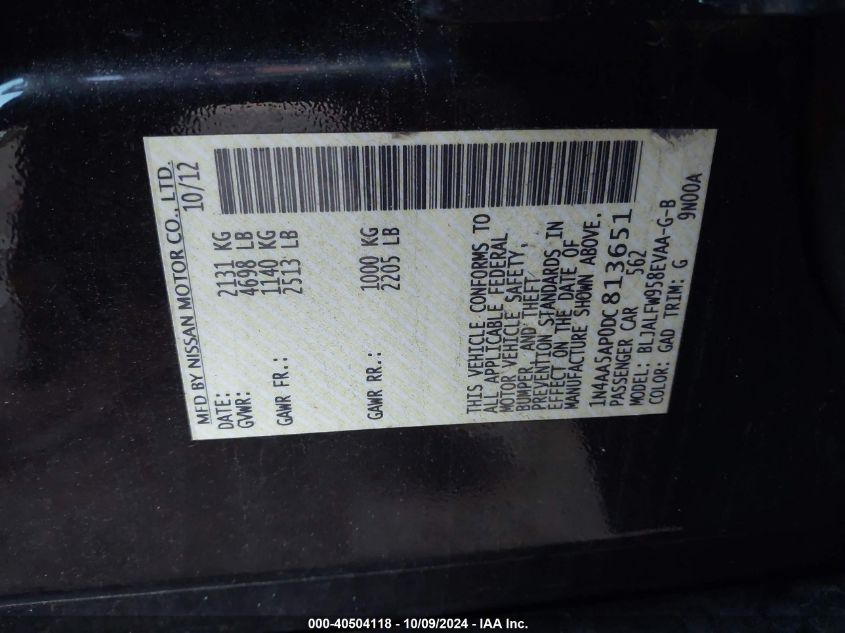 MFD BY NISSAN MOTOR CO., LTD.
DATE: 10/12
GVWR: 2131 KG
4698 LB
GAWR FR.: 1140 KG
2513 LB
GAWR RR.: 1000 KG
2205 LB
THIS VEHICLE CONFORMS TO
ALL APPLICABLE FEDERAL
MOTOR VEHICLE SAFETY,
BUMPER, AND THEFT
PREVENTION STANDARDS IN
EFFECT ON THE DATE OF
MANUFACTURE SHOWN ABOVE.
1N4AA5AP0DC813651
PASSENGER CAR 562
MODEL: BLJALFW958EVAA-G-B
COLOR: GAD TRIM: G 9N00A
000-40504118 - 10/09/2024 - IAA Inc.